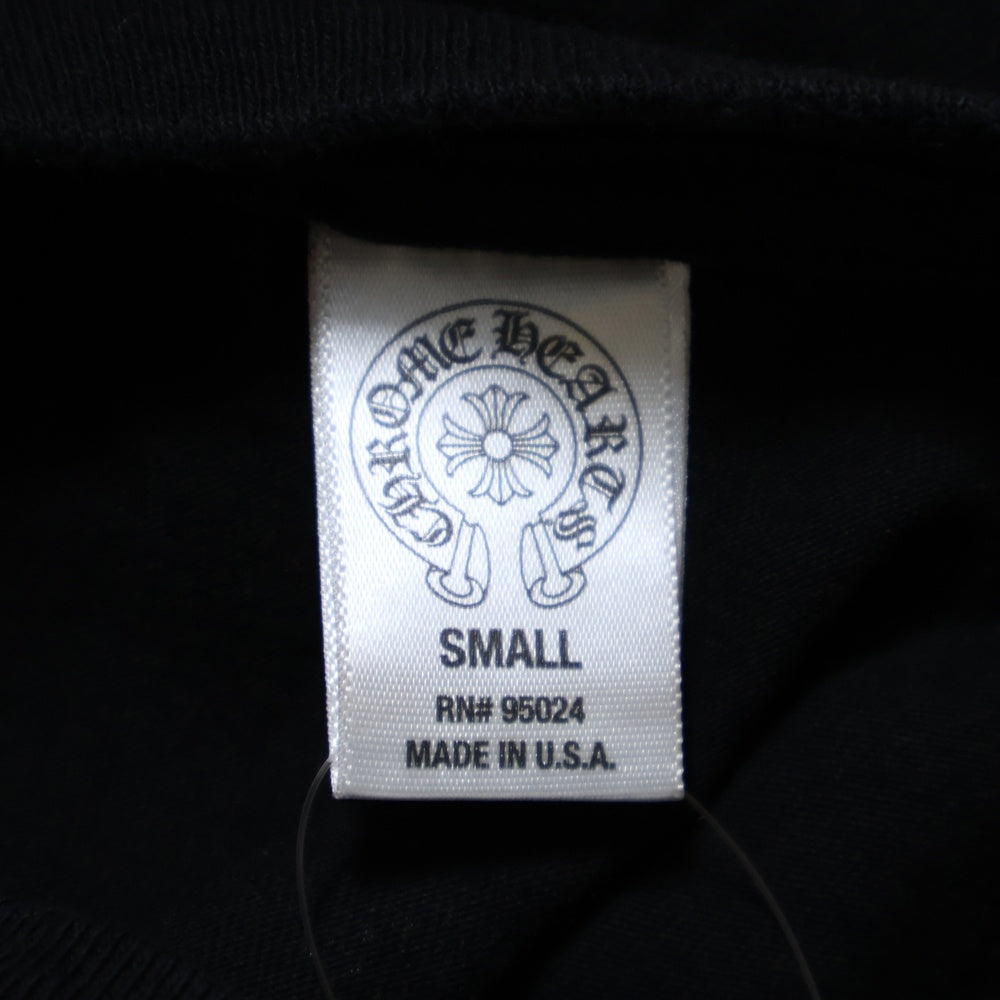 CHROME HEARTS
SMALL
RN# 95024
MADE IN U.S.A.